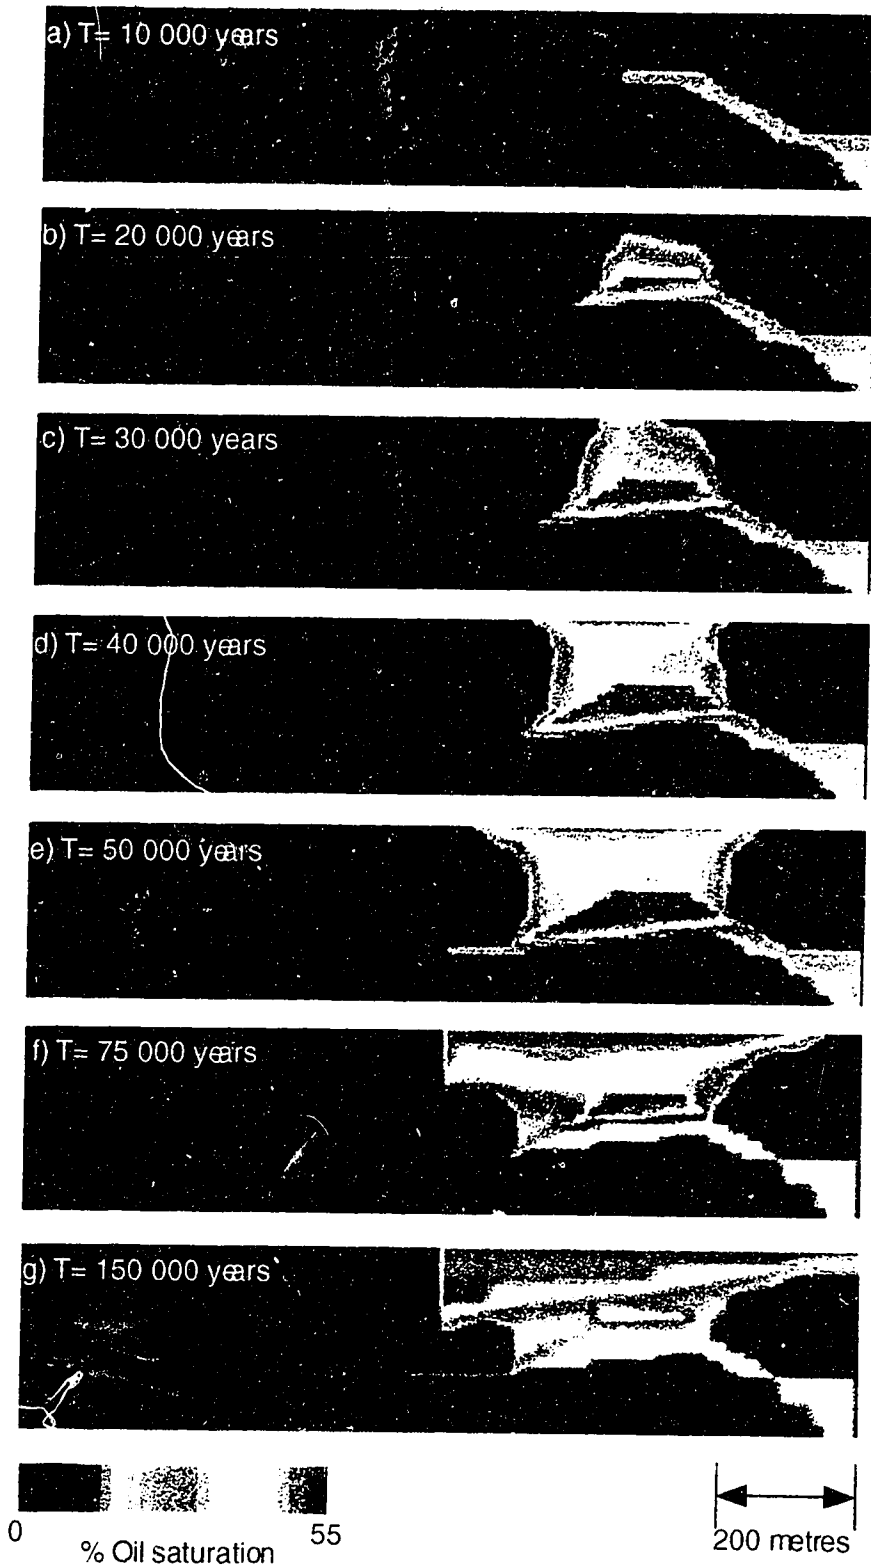 a) T= 10 000 years
b) T= 20 000 years
c) T= 30 000 years
d) T= 40 000 years
e) T= 50 000 years
f) T= 75 000 years
g) T= 150 000 years
0 55
% Oil saturation
200 metres